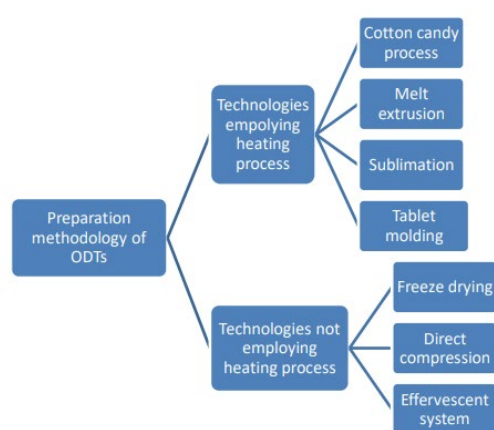 Preparation
methodology of
ODTs
Technologies
empolying
heating
process
Cotton candy
process
Melt
extrusion
Sublimation
Tablet
molding
Technologies not
employing
heating process
Freeze drying
Direct
compression
Effervescent
system